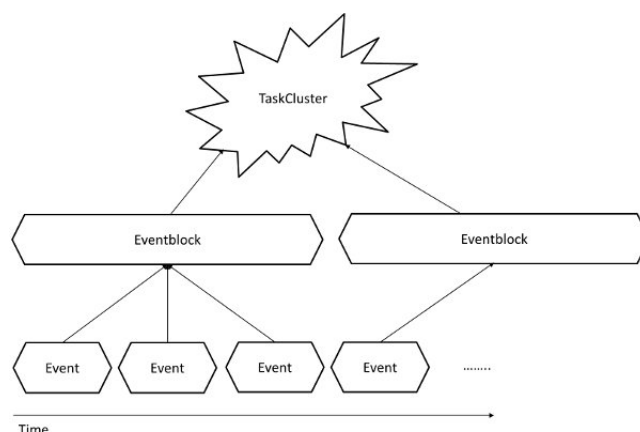 TaskCluster
Eventblock
Eventblock
Event
Event
Event
Event
........
Time